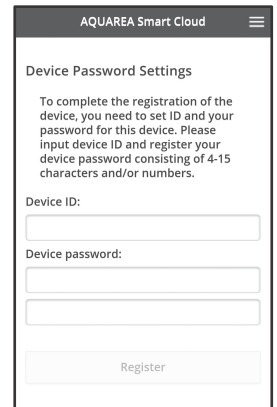 AQUAREA Smart Cloud
Device Password Settings
To complete the registration of the
device, you need to set ID and your
password for this device. Please
input device ID and register your
device password consisting of 4-15
characters and/or numbers.
Device ID:
Device password:
Register